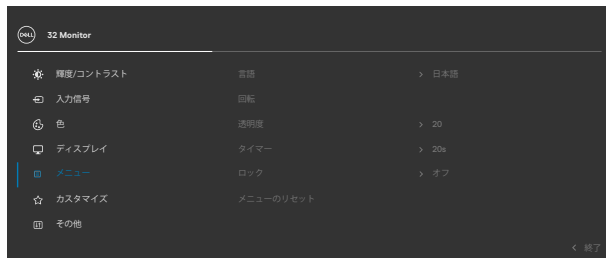 DELL 32 Monitor
輝度/コントラスト 言語 日本語
入力信号 回転
色 透明度 20
ディスプレイ タイマー 20s
メニュー ロック オフ
カスタマイズ メニューのリセット
その他
終了